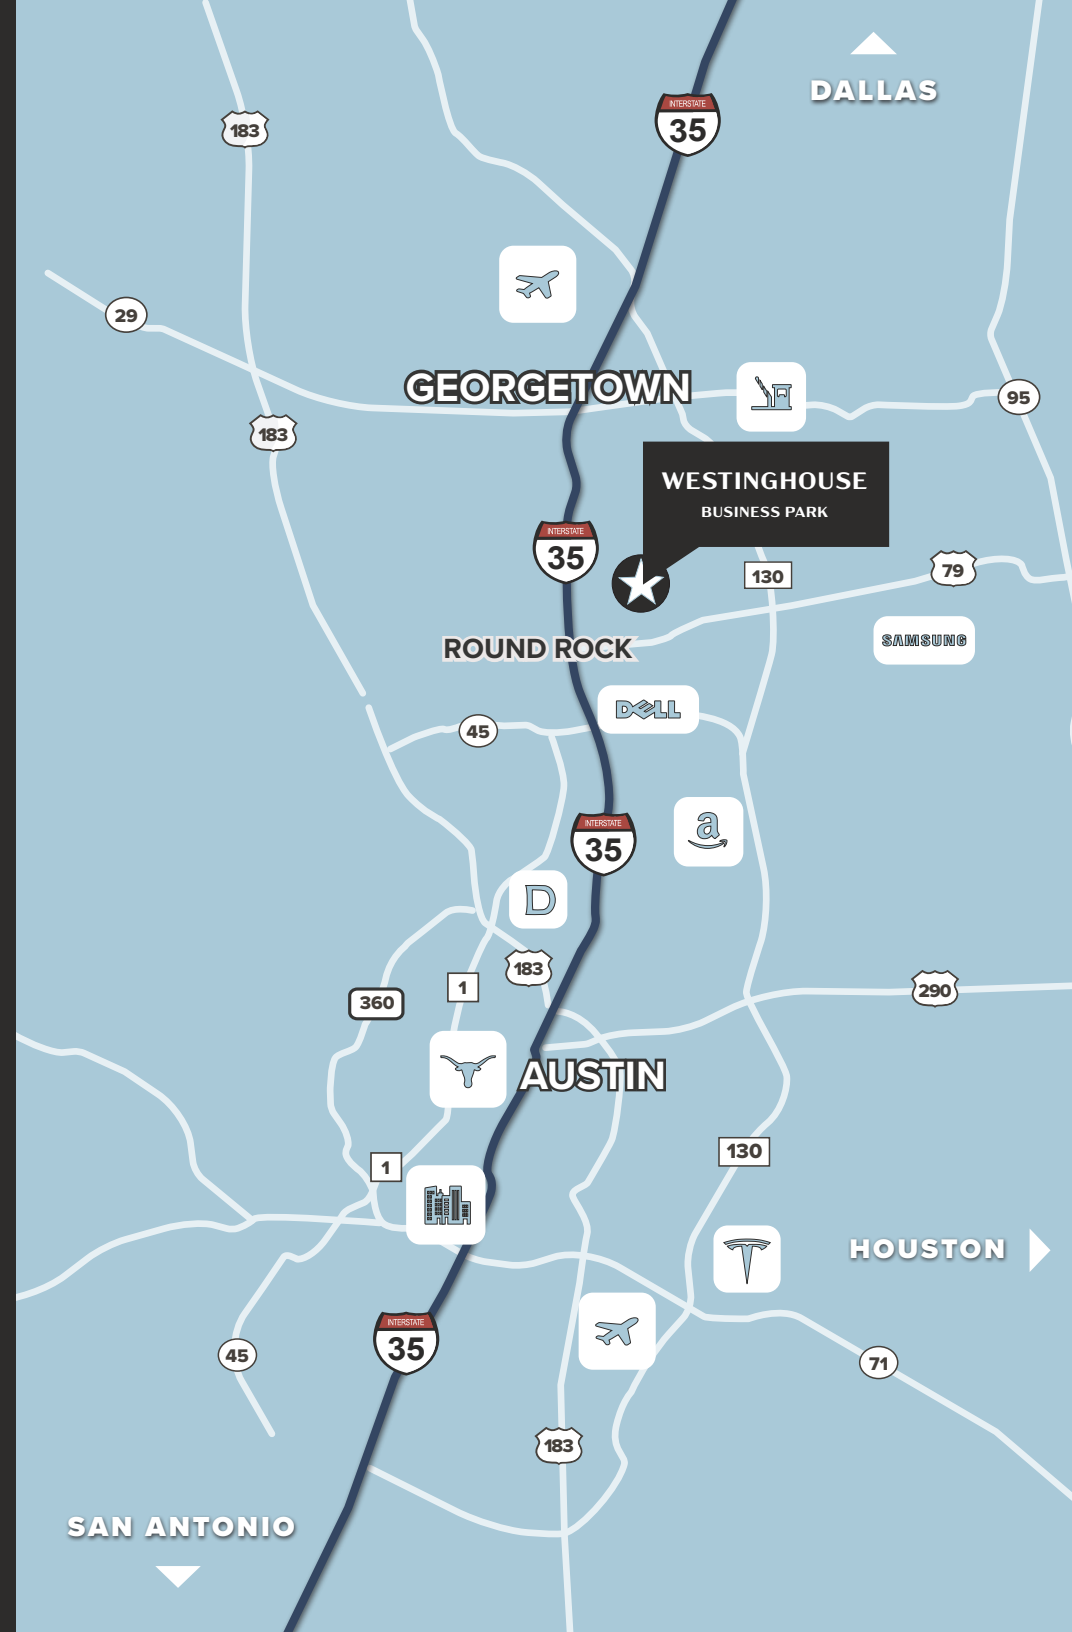 DALLAS
INTERSTATE
35
183
29
GEORGETOWN
95
183
WESTINGHOUSE
BUSINESS PARK
INTERSTATE
35
130
79
SAMSUNG
ROUND ROCK
DELL
45
INTERSTATE
35
a
D
183
1
360
290
AUSTIN
130
1
HOUSTON
T
INTERSTATE
35
45
71
183
SAN ANTONIO